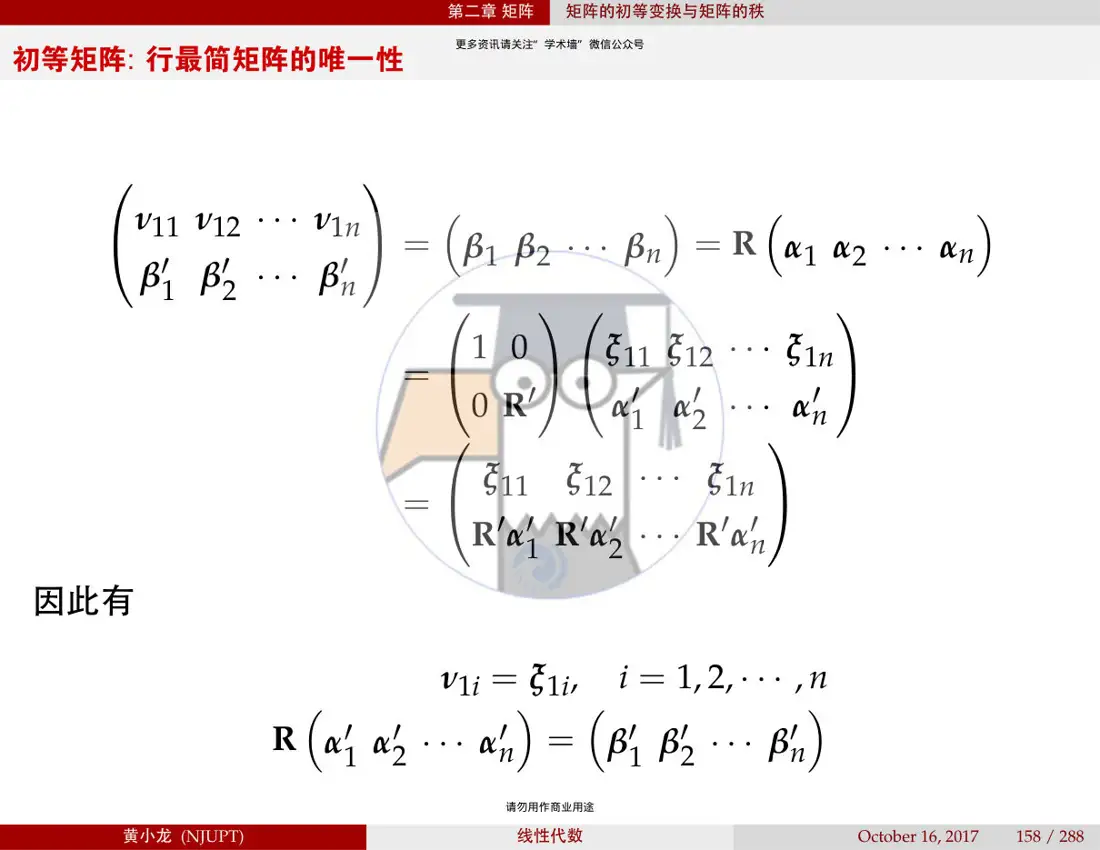 第二章 矩阵 矩阵的初等变换与矩阵的秩
更多资讯请关注“学术墙”微信公众号
初等矩阵: 行最简矩阵的唯一性
(ν₁₁ ν₁₂ ⋯ ν₁ₙ
β′₁ β′₂ ⋯ β′ₙ) = (β₁ β₂ ⋯ βₙ) = R (α₁ α₂ ⋯ αₙ)
= (1 0
0 R′) (ξ₁₁ ξ₁₂ ⋯ ξ₁ₙ
α′₁ α′₂ ⋯ α′ₙ)
= (ξ₁₁ ξ₁₂ ⋯ ξ₁ₙ
R′α′₁ R′α′₂ ⋯ R′α′ₙ)
因此有
ν₁ᵢ = ξ₁ᵢ, i = 1, 2, ⋯ , n
R (α′₁ α′₂ ⋯ α′ₙ) = (β′₁ β′₂ ⋯ β′ₙ)
请勿用作商业用途
黄小龙 (NJUPT) 线性代数 October 16, 2017 158 / 288